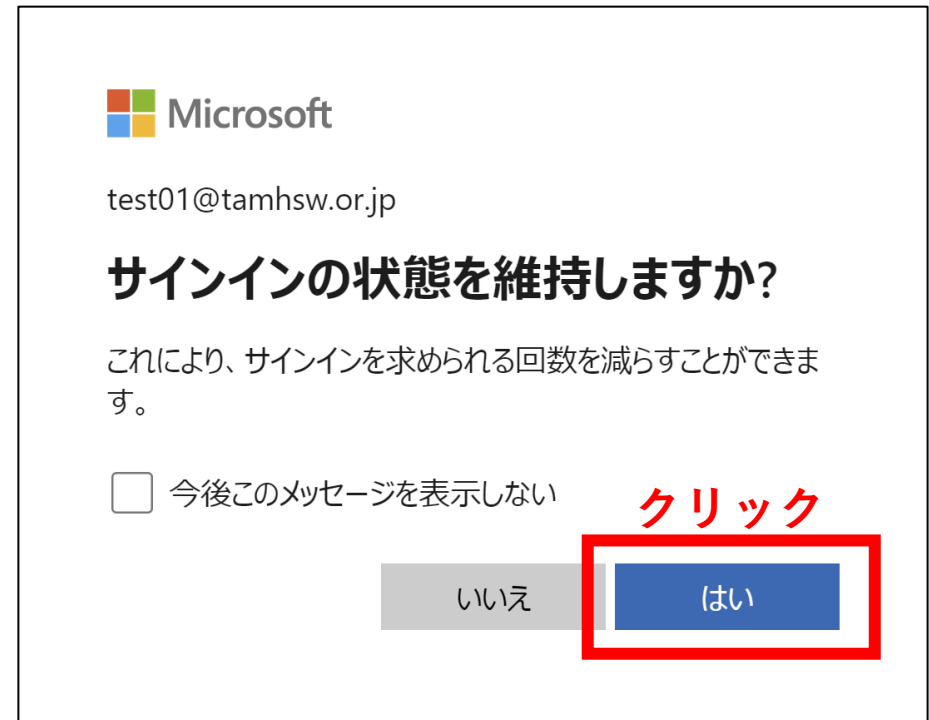 Microsoft
test01@tamhsw.or.jp
サインインの状態を維持しますか?
これにより、サインインを求められる回数を減らすことができま
す。
今後このメッセージを表示しない
クリック
いいえ
はい